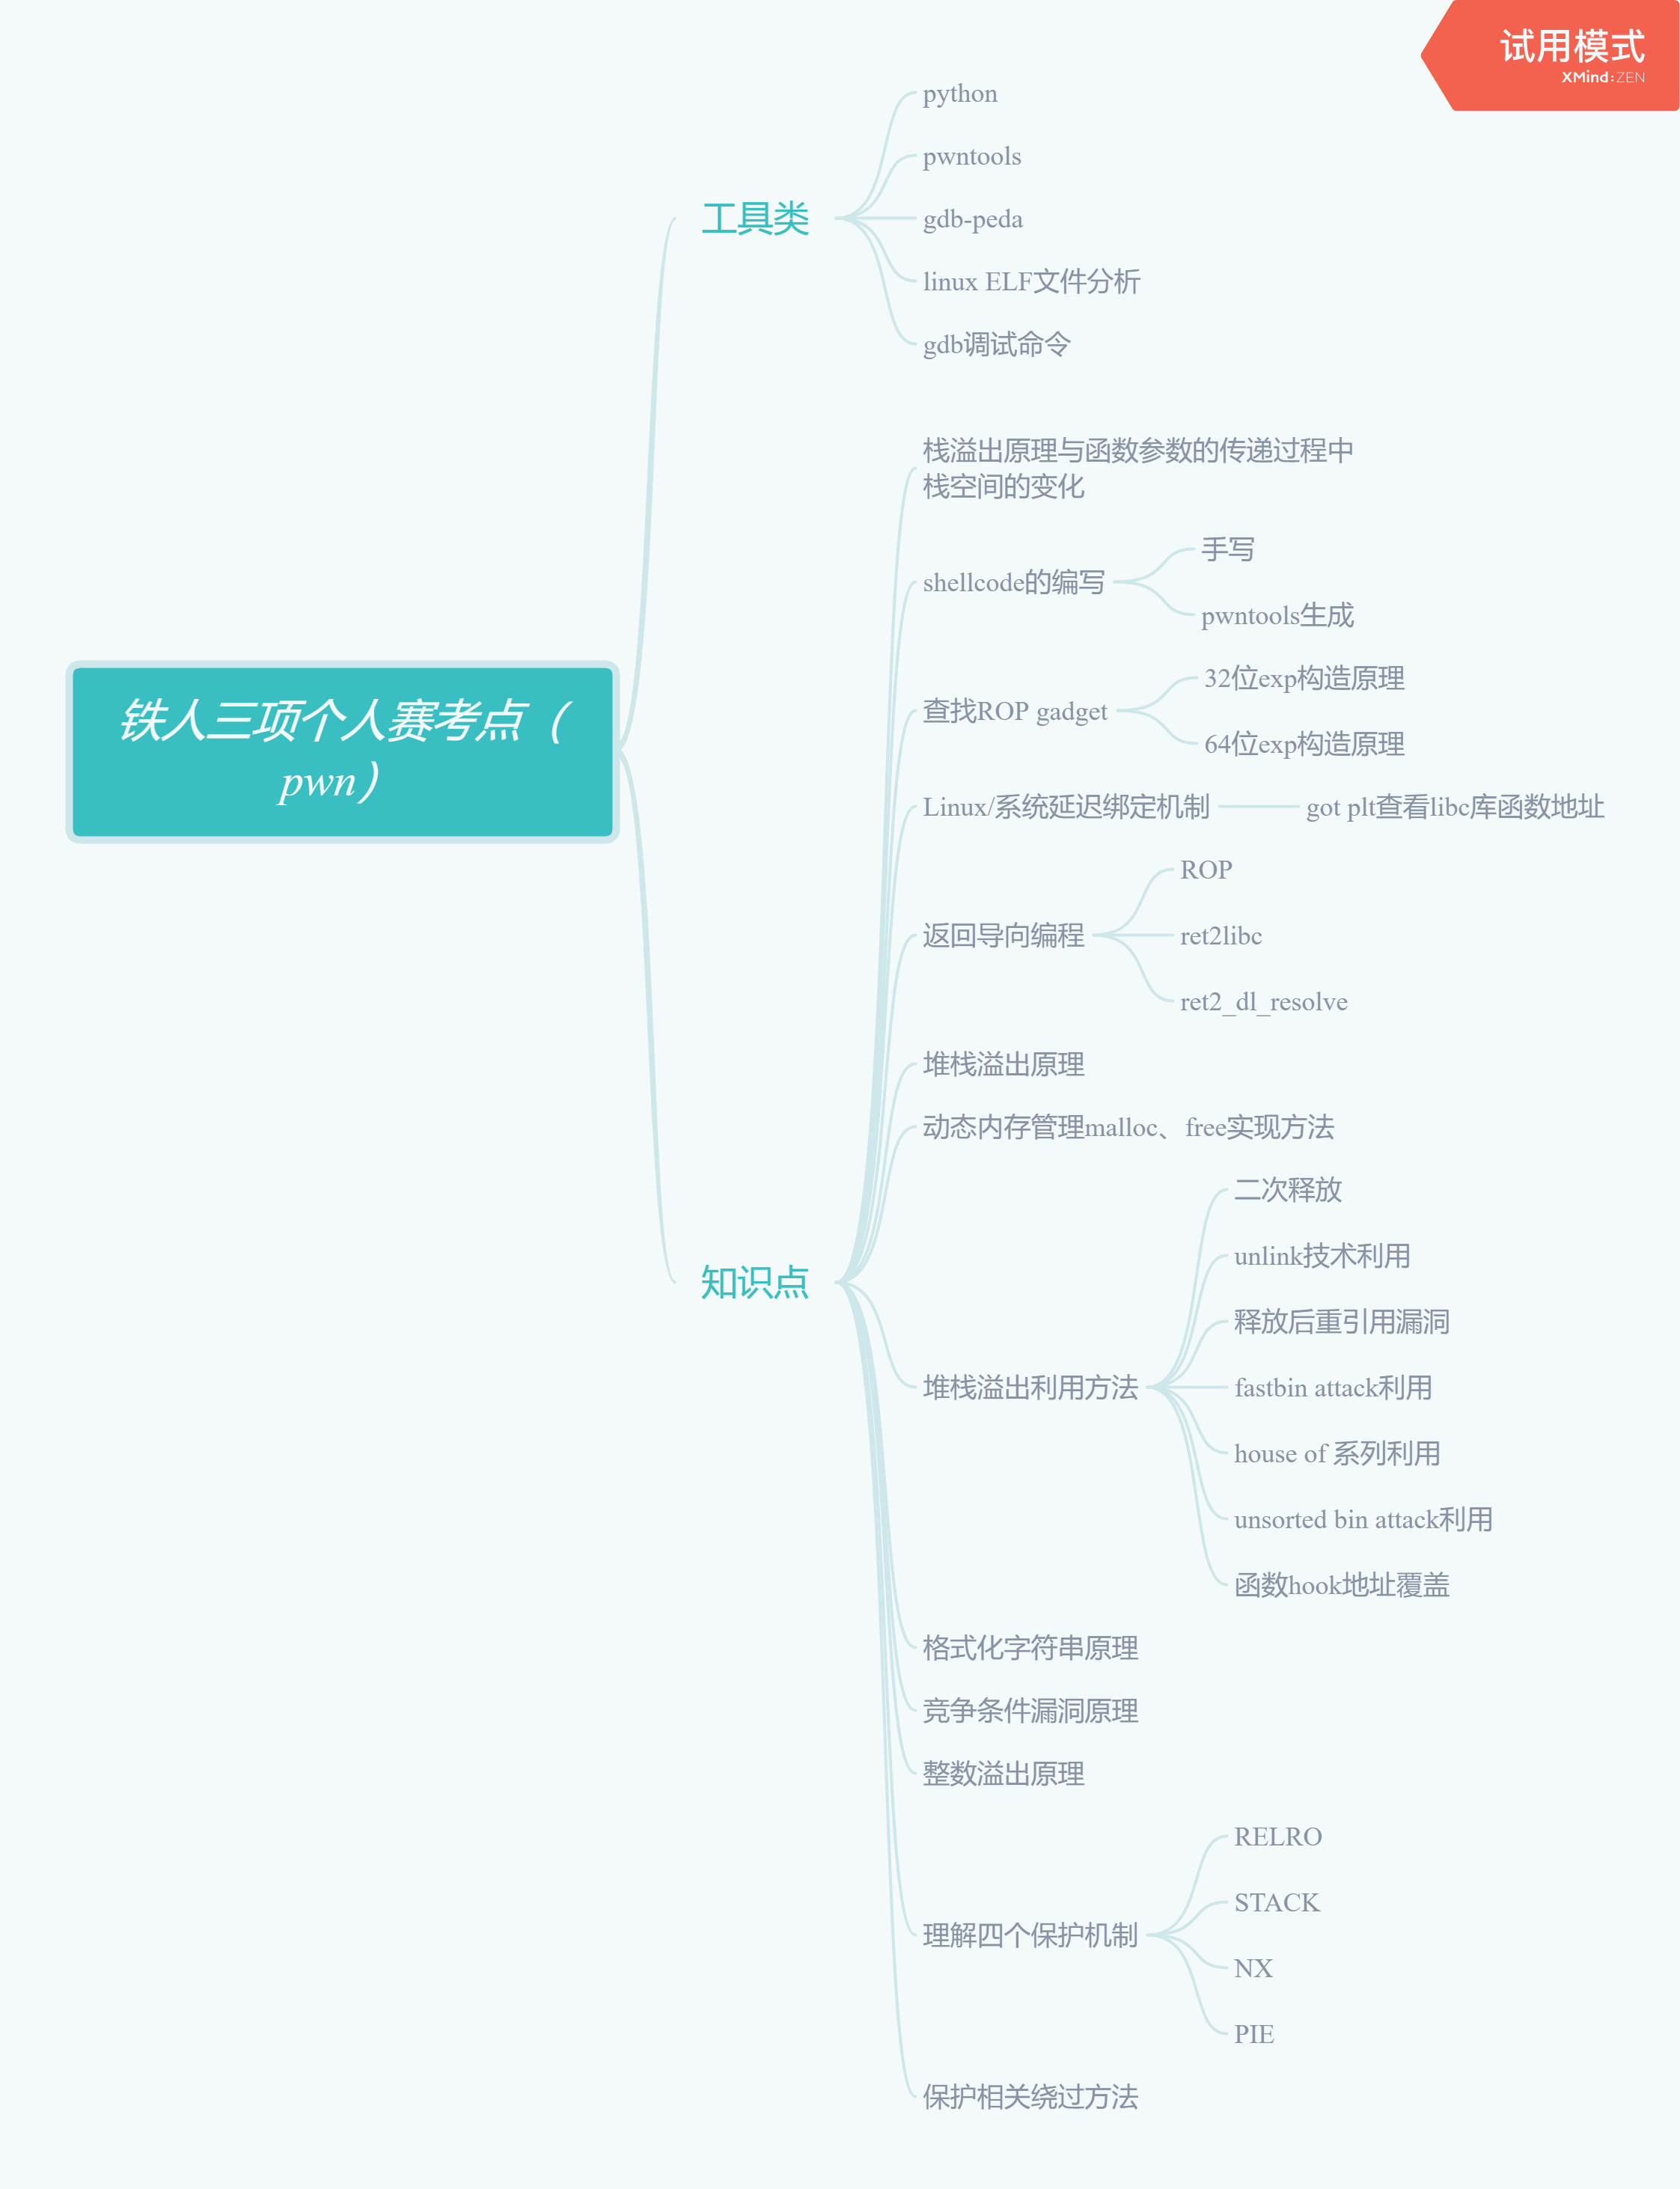 试用模式
XMind:ZEN
铁人三项个人赛考点（
pwn）
工具类
python
pwntools
gdb-peda
linux ELF文件分析
gdb调试命令
知识点
栈溢出原理与函数参数的传递过程中
栈空间的变化
shellcode的编写
手写
pwntools生成
查找ROP gadget
32位exp构造原理
64位exp构造原理
Linux/系统延迟绑定机制
got plt查看libc库函数地址
返回导向编程
ROP
ret2libc
ret2_dl_resolve
堆栈溢出原理
动态内存管理malloc、free实现方法
堆栈溢出利用方法
二次释放
unlink技术利用
释放后重引用漏洞
fastbin attack利用
house of 系列利用
unsorted bin attack利用
函数hook地址覆盖
格式化字符串原理
竞争条件漏洞原理
整数溢出原理
理解四个保护机制
RELRO
STACK
NX
PIE
保护相关绕过方法